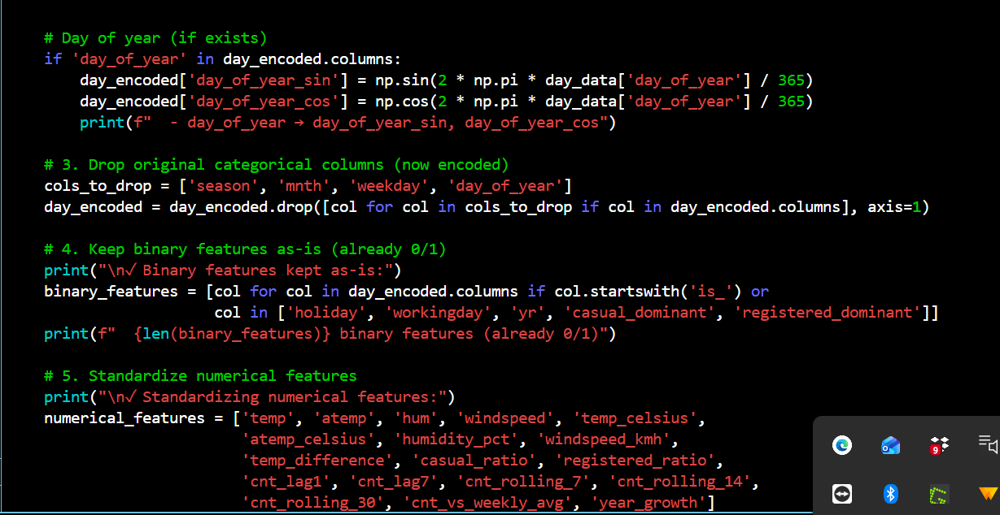 # Day of year (if exists)
if 'day_of_year' in day_encoded.columns:
    day_encoded['day_of_year_sin'] = np.sin(2 * np.pi * day_data['day_of_year'] / 365)
    day_encoded['day_of_year_cos'] = np.cos(2 * np.pi * day_data['day_of_year'] / 365)
    print(f"  - day_of_year → day_of_year_sin, day_of_year_cos")

# 3. Drop original categorical columns (now encoded)
cols_to_drop = ['season', 'mnth', 'weekday', 'day_of_year']
day_encoded = day_encoded.drop([col for col in cols_to_drop if col in day_encoded.columns], axis=1)

# 4. Keep binary features as-is (already 0/1)
print("\n✓ Binary features kept as-is:")
binary_features = [col for col in day_encoded.columns if col.startswith('is_') or
                   col in ['holiday', 'workingday', 'yr', 'casual_dominant', 'registered_dominant']]
print(f"  {len(binary_features)} binary features (already 0/1)")

# 5. Standardize numerical features
print("\n✓ Standardizing numerical features:")
numerical_features = ['temp', 'atemp', 'hum', 'windspeed', 'temp_celsius',
                      'atemp_celsius', 'humidity_pct', 'windspeed_kmh',
                      'temp_difference', 'casual_ratio', 'registered_ratio',
                      'cnt_lag1', 'cnt_lag7', 'cnt_rolling_7', 'cnt_rolling_14',
                      'cnt_rolling_30', 'cnt_vs_weekly_avg', 'year_growth']
9